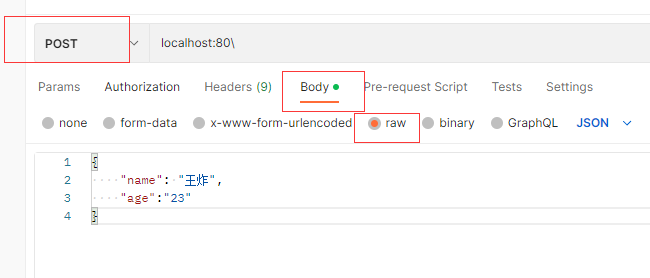 POST localhost:80\
Params Authorization Headers (9) Body Pre-request Script Tests Settings
none form-data x-www-form-urlencoded raw binary GraphQL JSON
1 {
2 "name": "王炸",
3 "age":"23"
4 }